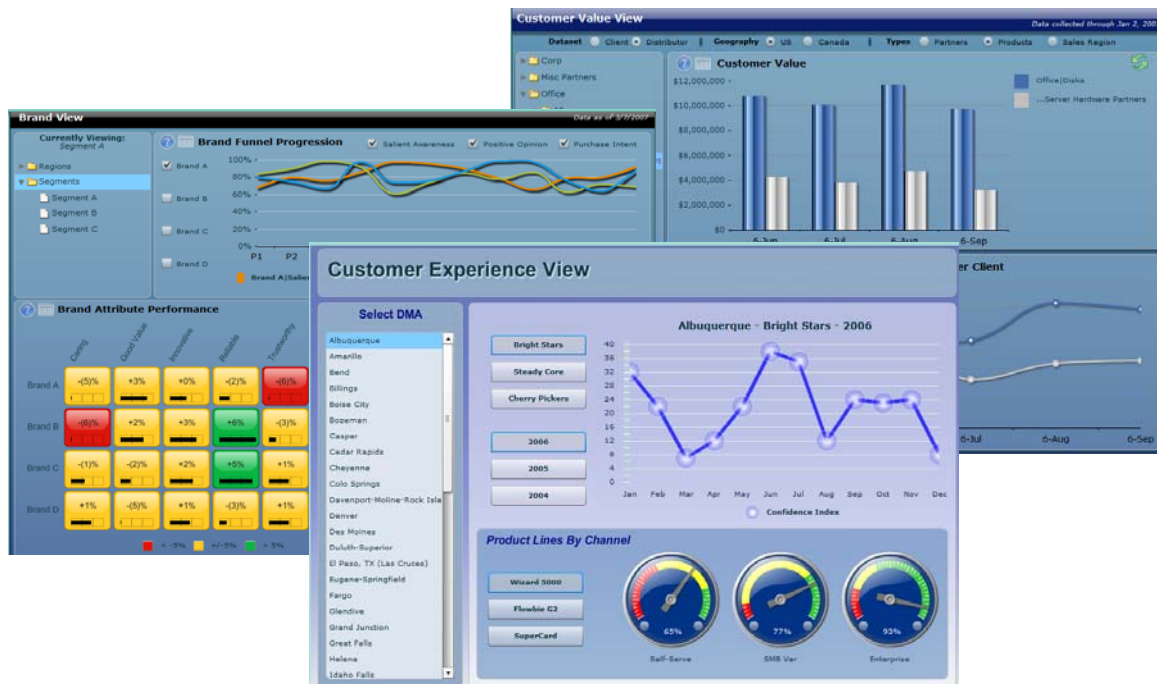 Customer Value View
Data collected through Jan 2, 200
Dataset Client Distributor | Geography US Canada | Types Partners Products Sales Region
Corp
Misc Partners
Office
Customer Value
$12,000,000
$10,000,000
$8,000,000
$6,000,000
$4,000,000
$2,000,000
$0
6-Jun 6-Jul 6-Aug 6-Sep
Office|Disks
...Server Hardware Partners
er Client
6-Jul 6-Aug 6-Sep
Brand View
Data as of 3/7/2007
Currently Viewing:
Segment A
Regions
Segments
Segment A
Segment B
Segment C
Brand Funnel Progression
Salient Awareness Positive Opinion Purchase Intent
Brand A
Brand B
Brand C
Brand D
100%
80%
60%
40%
20%
0%
P1 P2
Brand A|Salie
Brand Attribute Performance
Caring Good Value Innovative Reliable Trustworthy
Brand A -(5)% +3% +0% -(2)% -(6)%
Brand B -(6)% +2% +3% +6% -(3)%
Brand C -(1)% -(2)% +2% +5% +1%
Brand D +1% -(5)% +1% -(3)% +1%
< -5% +/-5% > 5%
Customer Experience View
Select DMA
Albuquerque
Amarillo
Bend
Billings
Boise City
Bozeman
Casper
Cedar Rapids
Cheyenne
Colo Springs
Davenport-Moline-Rock Isla
Denver
Des Moines
Duluth-Superior
El Paso, TX (Las Cruces)
Eugene-Springfield
Fargo
Glendive
Grand Junction
Great Falls
Helena
Idaho Falls
Bright Stars
Steady Core
Cherry Pickers
2006
2005
2004
Albuquerque - Bright Stars - 2006
40
36
32
28
24
20
16
12
8
4
0
Jan Feb Mar Apr May Jun Jul Aug Sep Oct Nov Dec
Confidence Index
Product Lines By Channel
Wizard 5000
Flowbie G2
SuperCard
65% 77% 93%
Self-Serve SMB Var Enterprise